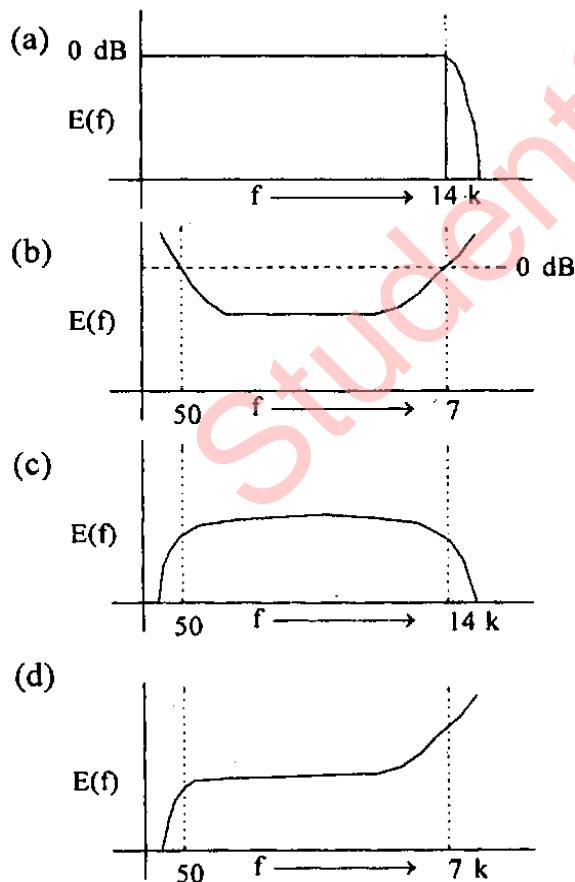 (a)
0 dB
E(f)
f 14 k
(b)
0 dB
E(f)
50 f 7
(c)
E(f)
50 f 14 k
(d)
E(f)
50 f 7 k
Student